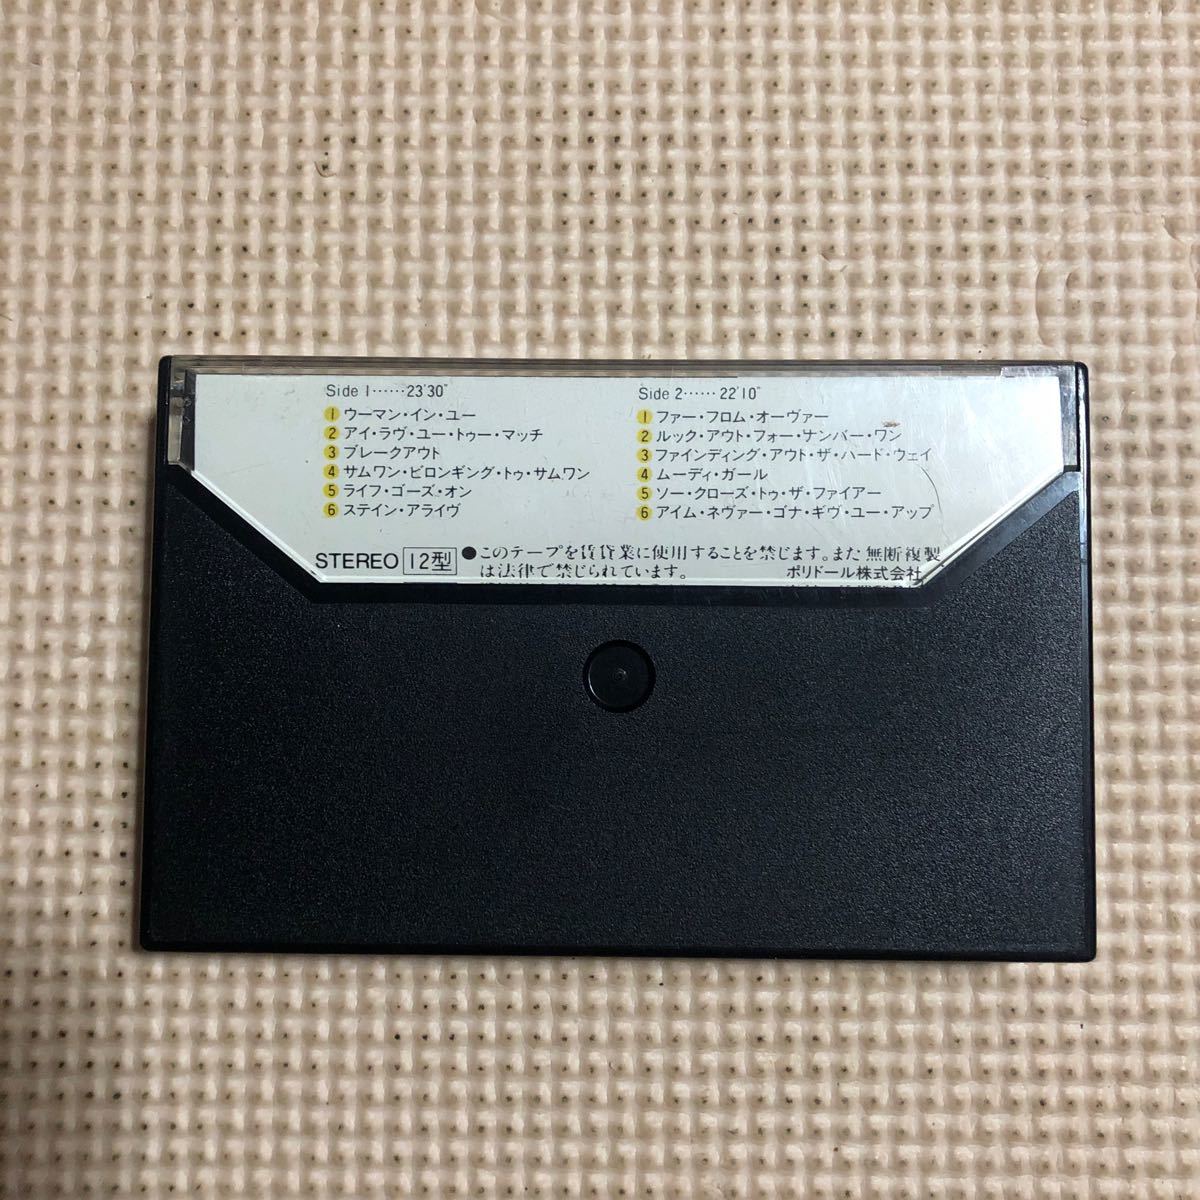 Side 1……23′30″
1 ウーマン・イン・ユー
2 アイ・ラヴ・ユー・トゥー・マッチ
3 ブレークアウト
4 サムワン・ビロンギング・トゥ・サムワン
5 ライフ・ゴーズ・オン
6 ステイン・アライヴ
Side 2……22′10″
1 ファー・フロム・オーヴァー
2 ルック・アウト・フォー・ナンバー・ワン
3 ファインディング・アウト・ザ・ハード・ウェイ
4 ムーディ・ガール
5 ソー・クローズ・トゥ・ザ・ファイアー
6 アイム・ネヴァー・ゴナ・ギヴ・ユー・アップ
STEREO 12型
●このテープを賃貸業に使用することを禁じます。また無断複製
は法律で禁じられています。 ポリドール株式会社